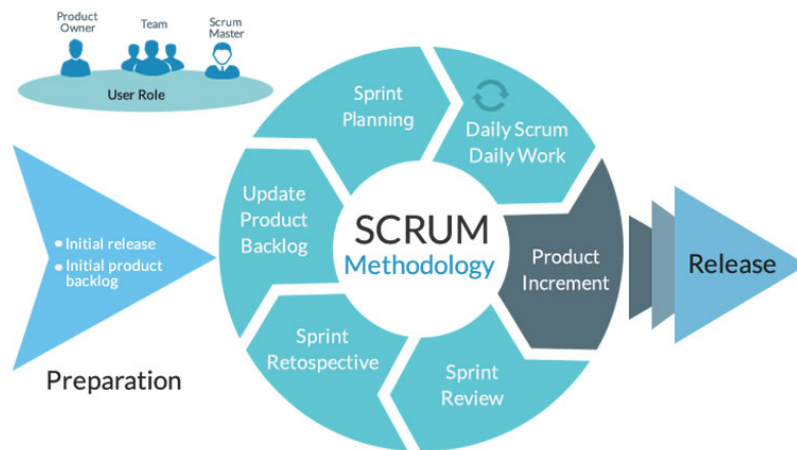 Product
Owner
Team
Scrum
Master
User Role
Sprint
Planning
Daily Scrum
Daily Work
Update
Product
Backlog
SCRUM
Methodology
Product
Increment
Release
• Initial release
• Initial product
backlog
Preparation
Sprint
Retospective
Sprint
Review